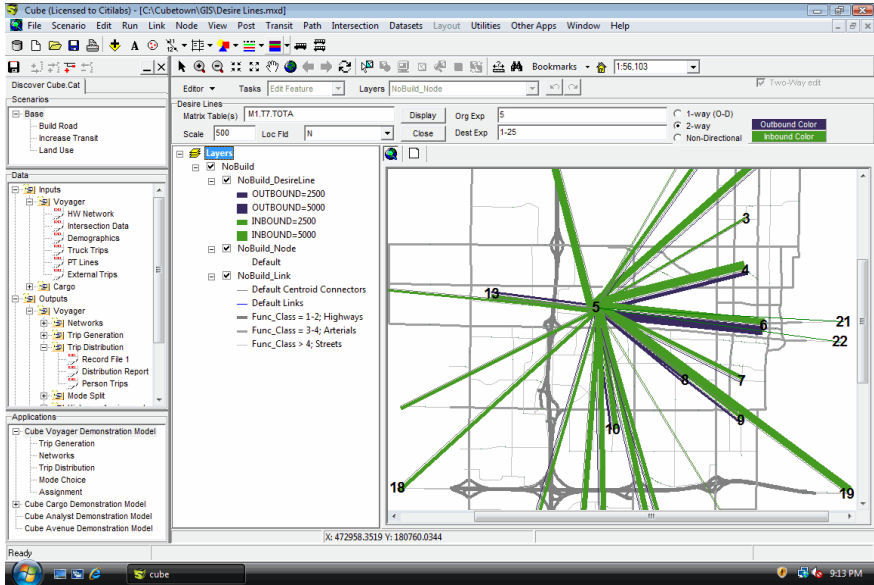 Cube (Licensed to Citilabs) - [C:\Cubetown\GIS\Desire Lines.mxd]
File Scenario Edit Run Link Node View Post Transit Path Intersection Datasets Layout Utilities Other Apps Window Help
Bookmarks 1:56,103
Discover Cube.Cat
Editor Tasks Edit Feature Layers NoBuild_Node Two-Way edit
Scenarios
Base
Build Road
Increase Transit
Land Use
Desire Lines
Matrix Table(s) M1.T7.TOTA Display Org Exp 5 1-way (O-D)
Scale 500 Loc Fld N Close Dest Exp 1-25 2-way
Non-Directional
Outbound Color
Inbound Color
Data
Inputs
Voyager
HW Network
Intersection Data
Demographics
Truck Trips
PT Lines
External Trips
Cargo
Outputs
Voyager
Networks
Trip Generation
Trip Distribution
Record File 1
Distribution Report
Person Trips
Mode Split
Applications
Cube Voyager Demonstration Model
Trip Generation
Networks
Trip Distribution
Mode Choice
Assignment
Cube Cargo Demonstration Model
Cube Analyst Demonstration Model
Cube Avenue Demonstration Model
Layers
NoBuild
NoBuild_DesireLine
OUTBOUND=2500
OUTBOUND=5000
INBOUND=2500
INBOUND=5000
NoBuild_Node
Default
NoBuild_Link
Default Centroid Connectors
Default Links
Func_Class = 1-2; Highways
Func_Class = 3-4; Arterials
Func_Class > 4; Streets
3
4
13
5
6
21
22
7
8
9
10
18
19
X: 472958.3519 Y: 180760.0344
Ready
cube
9:13 PM